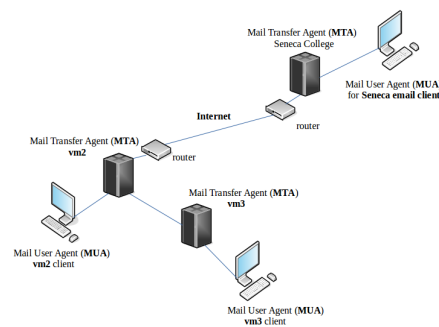 Mail Transfer Agent (MTA)
Seneca College
Mail User Agent (MUA)
for Seneca email client
Internet
router
Mail Transfer Agent (MTA)
vm2
router
Mail Transfer Agent (MTA)
vm3
Mail User Agent (MUA)
vm2 client
Mail User Agent (MUA)
vm3 client